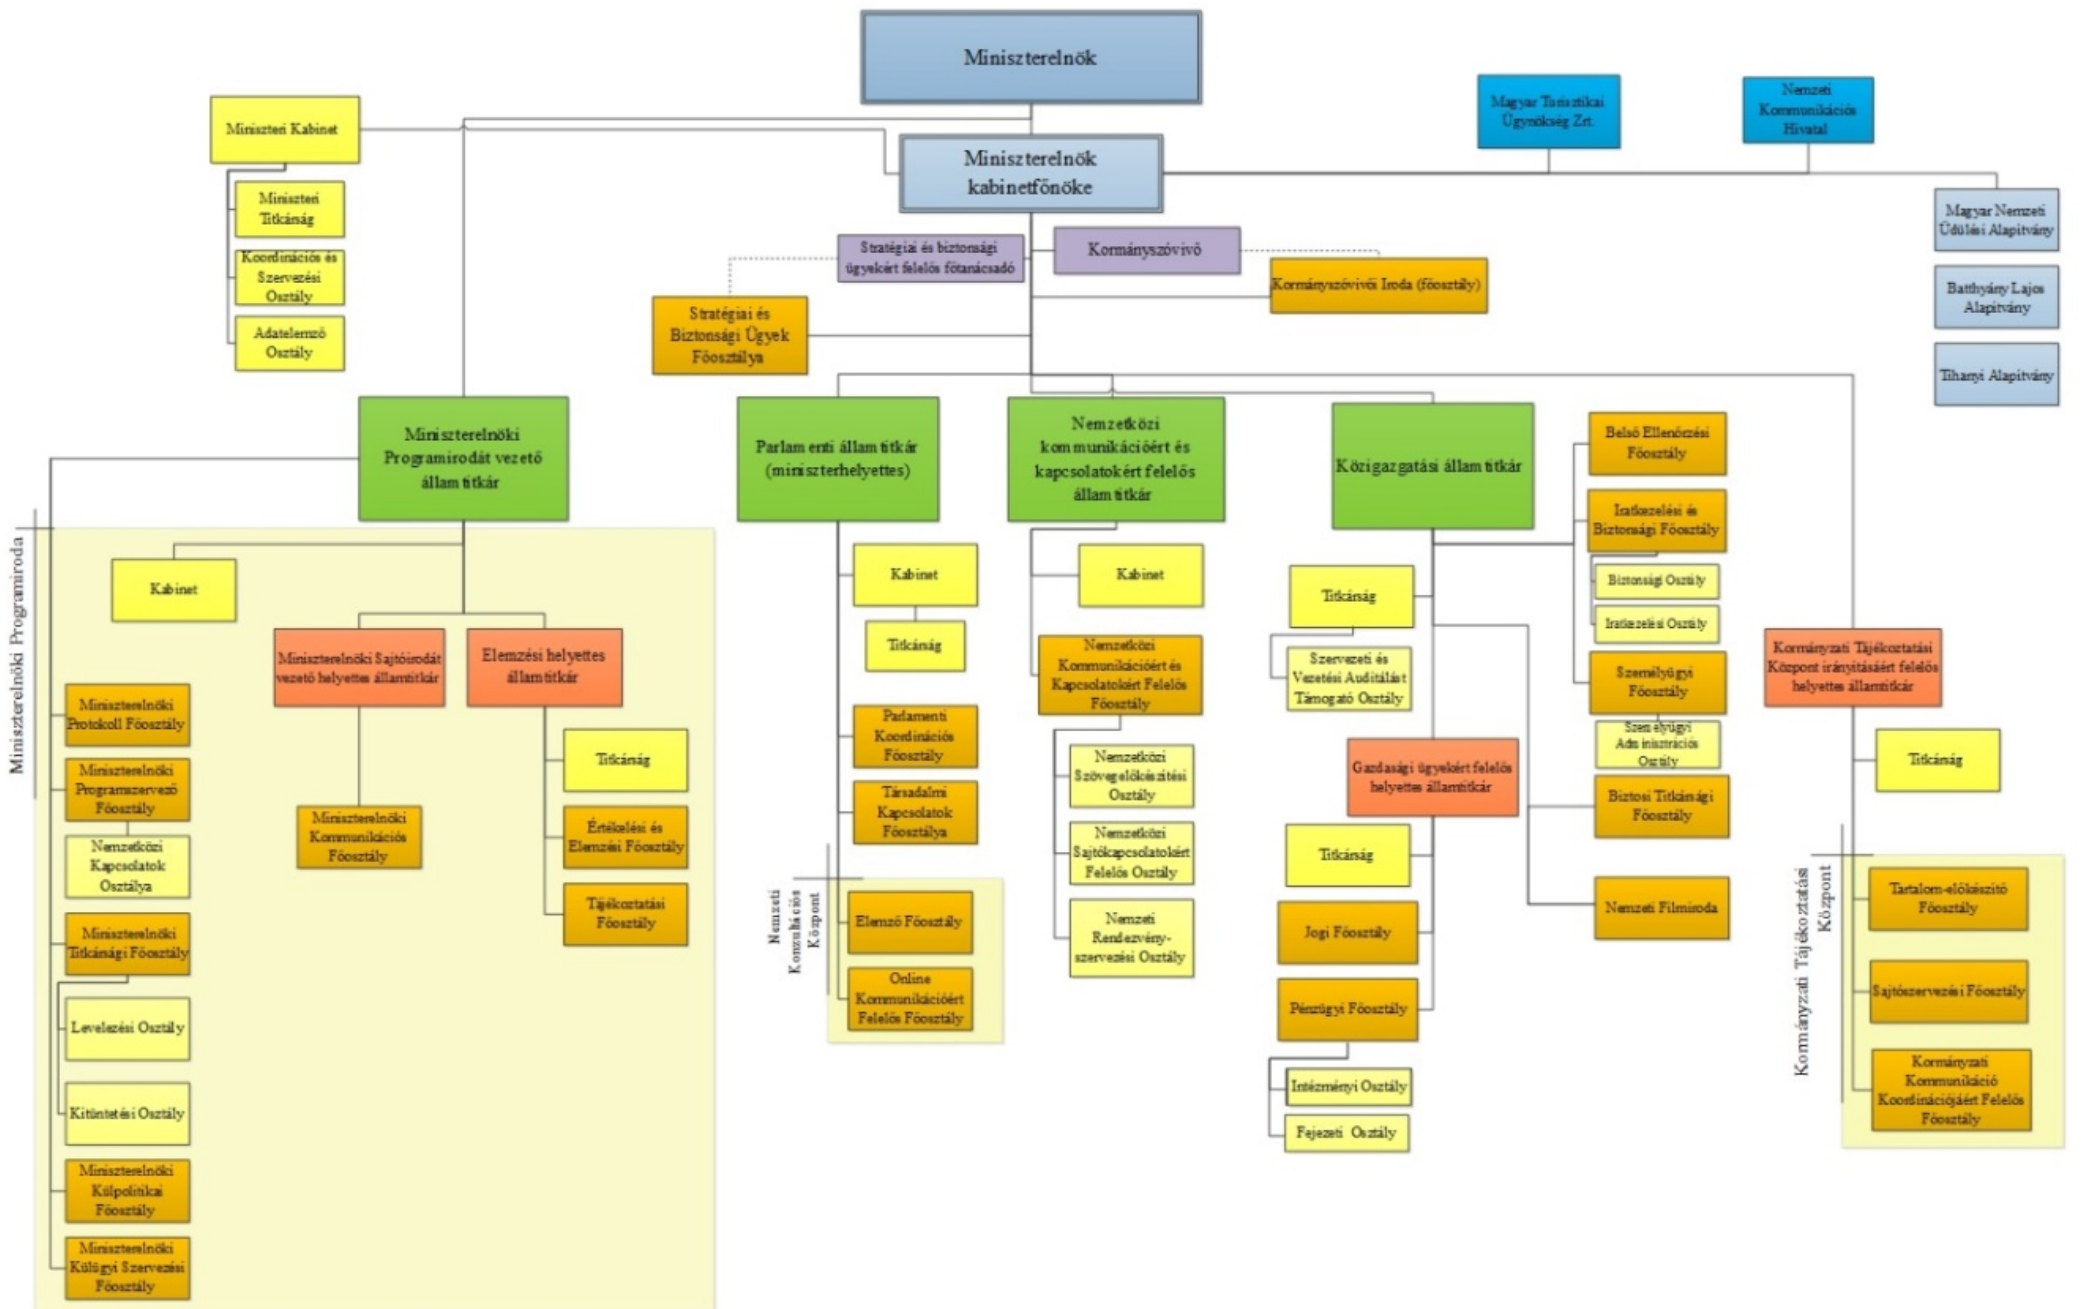 Miniszterelnök
Magyar Turisztikai
Ügynökség Zrt.
Nemzeti
Kommunikációs
Hivatal
Miniszteri Kabinet
Miniszterelnök
kabinetfőnöke
Miniszteri
Titkárság
Koordinációs és
Szervezési
Osztály
Adatelemző
Osztály
Magyar Nemzeti
Üdülési Alapítvány
Batthyány Lajos
Alapítvány
Tihanyi Alapítvány
Stratégiai és biztonsági
ügyekért felelős főtanácsadó
Kormányszóvivő
Kormányszóvivői Iroda (főosztály)
Stratégiai és
Biztonsági Ügyek
Főosztálya
Miniszterelnöki
Programirodát vezető
államtitkár
Parlamenti államtitkár
(miniszterhelyettes)
Nemzetközi
kommunikációért és
kapcsolatokért felelős
államtitkár
Közigazgatási államtitkár
Miniszterelnöki Programiroda
Kabinet
Miniszterelnöki Sajtóirodát
vezető helyettes államtitkár
Elemzési helyettes
államtitkár
Miniszterelnöki
Protokoll Főosztály
Miniszterelnöki
Programszervező
Főosztály
Nemzetközi
Kapcsolatok
Osztálya
Miniszterelnöki
Titkársági Főosztály
Levelezési Osztály
Kitüntetési Osztály
Miniszterelnöki
Külpolitikai
Főosztály
Miniszterelnöki
Külügyi Szervezési
Főosztály
Miniszterelnöki
Kommunikációs
Főosztály
Titkárság
Értékelési és
Elemzési Főosztály
Tájékoztatási
Főosztály
Kabinet
Titkárság
Parlamenti
Koordinációs
Főosztály
Társadalmi
Kapcsolatok
Főosztálya
Nemzeti
Konzultációs
Központ
Elemző Főosztály
Online
Kommunikációért
Felelős Főosztály
Kabinet
Nemzetközi
Kommunikációért és
Kapcsolatokért Felelős
Főosztály
Nemzetközi
Szövegelőkészítési
Osztály
Nemzetközi
Sajtókapcsolatokért
Felelős Osztály
Nemzeti
Rendezvény-
szervezési Osztály
Titkárság
Szervezeti és
Vezetési Auditálást
Támogató Osztály
Gazdasági ügyekért felelős
helyettes államtitkár
Titkárság
Jogi Főosztály
Pénzügyi Főosztály
Intézményi Osztály
Fejezeti Osztály
Belső Ellenőrzési
Főosztály
Iratkezelési és
Biztonsági Főosztály
Biztonsági Osztály
Iratkezelési Osztály
Személyügyi
Főosztály
Személyügyi
Adminisztrációs
Osztály
Biztosi Titkársági
Főosztály
Nemzeti Filmiroda
Kormányzati Tájékoztatási
Központ irányításáért felelős
helyettes államtitkár
Titkárság
Kormányzati Tájékoztatási
Központ
Tartalom-előkészítő
Főosztály
Sajtószervezési Főosztály
Kormányzati
Kommunikáció
Koordinációjáért Felelős
Főosztály